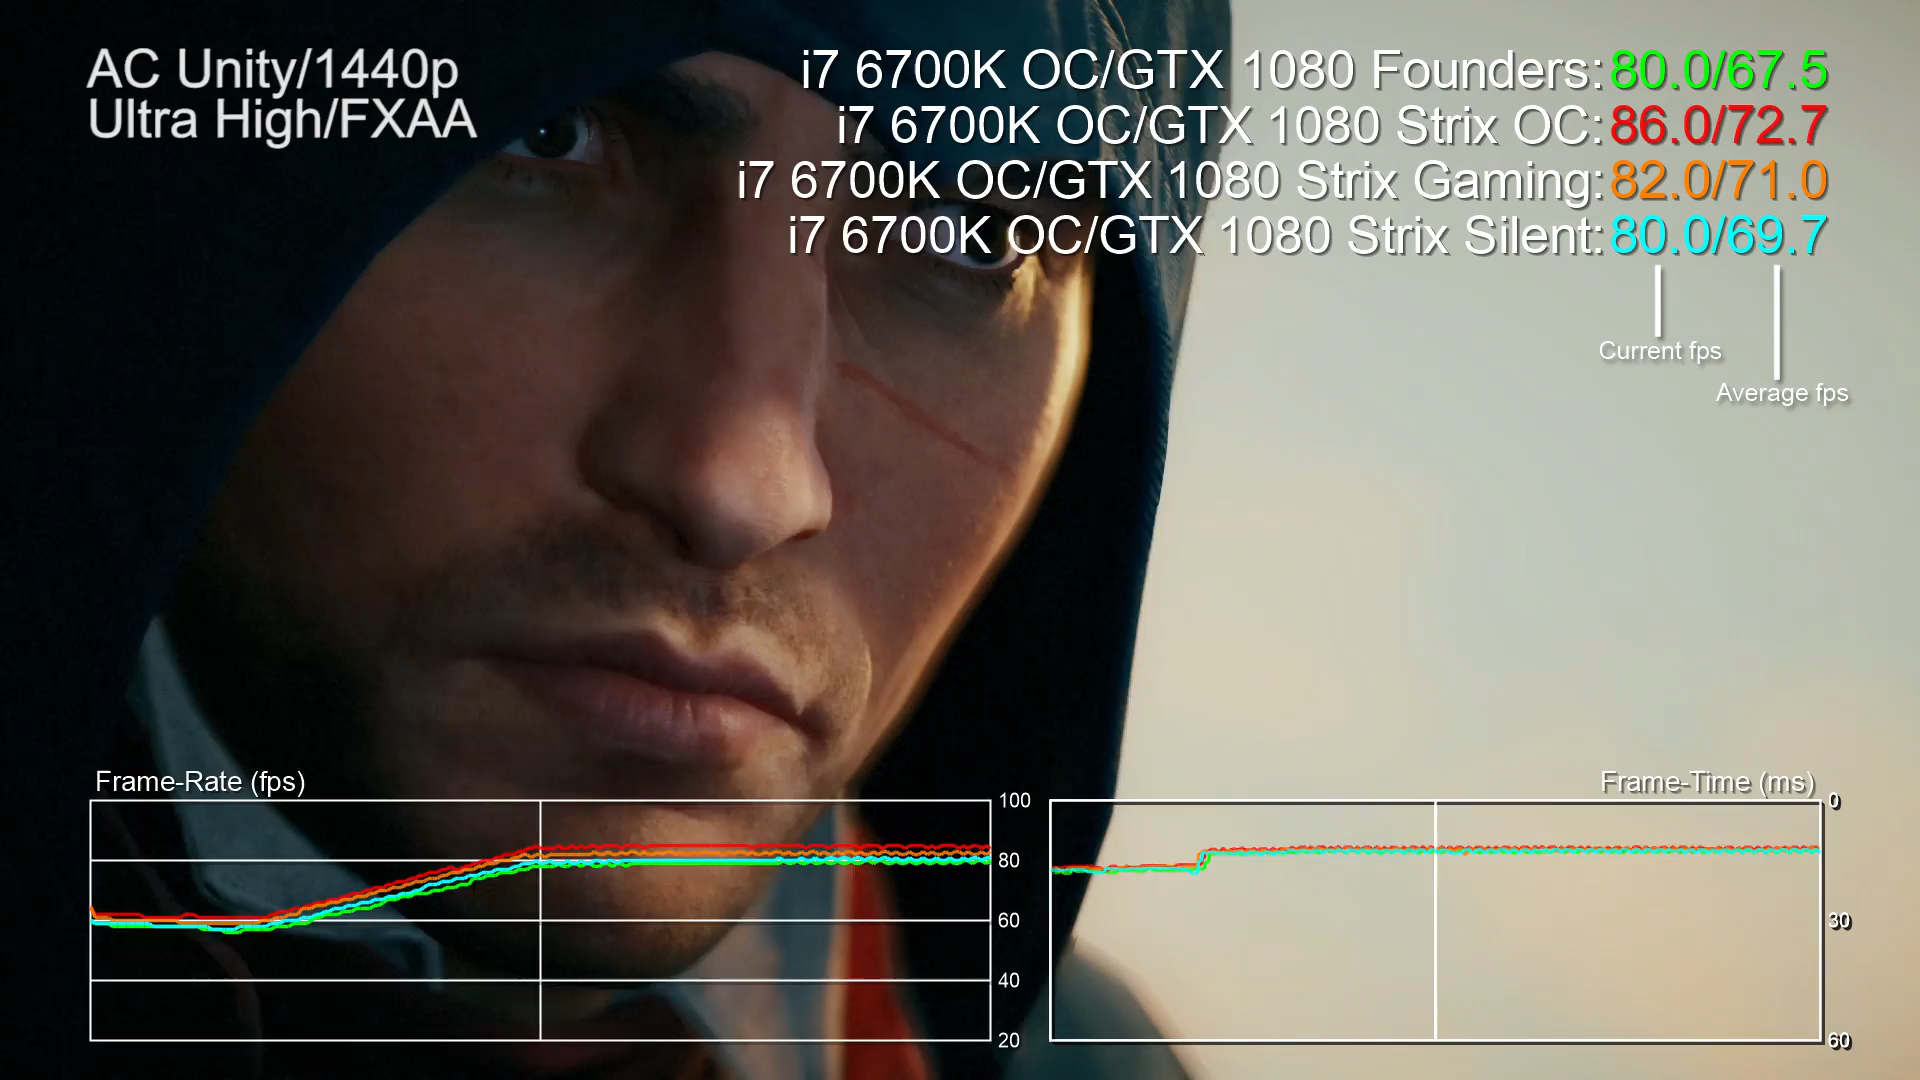 AC Unity/1440p
Ultra High/FXAA
i7 6700K OC/GTX 1080 Founders: 80.0/67.5
i7 6700K OC/GTX 1080 Strix OC: 86.0/72.7
i7 6700K OC/GTX 1080 Strix Gaming: 82.0/71.0
i7 6700K OC/GTX 1080 Strix Silent: 80.0/69.7
Current fps
Average fps
Frame-Rate (fps)
100
80
60
40
20
Frame-Time (ms)
0
30
60